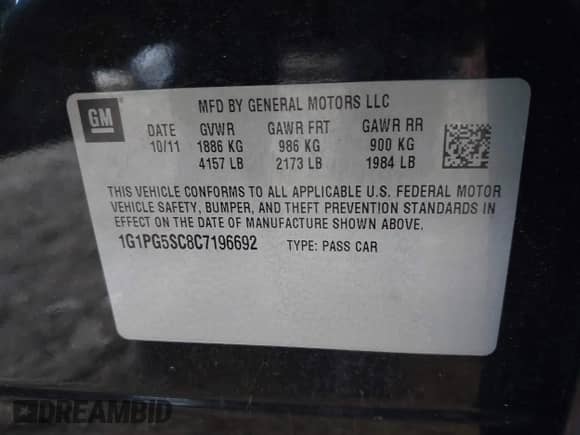 GM
MFD BY GENERAL MOTORS LLC
DATE GVWR GAWR FRT GAWR RR
10/11 1886 KG 986 KG 900 KG
4157 LB 2173 LB 1984 LB
THIS VEHICLE CONFORMS TO ALL APPLICABLE U.S. FEDERAL MOTOR
VEHICLE SAFETY, BUMPER, AND THEFT PREVENTION STANDARDS IN
EFFECT ON THE DATE OF MANUFACTURE SHOWN ABOVE.
1G1PG5SC8C7196692 TYPE: PASS CAR
DREAMBID